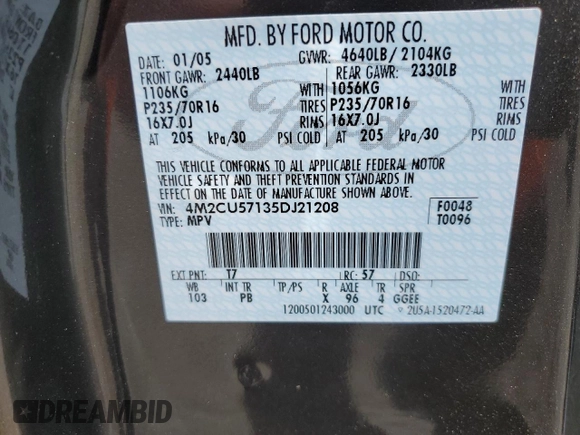 MFD. BY FORD MOTOR CO.
DATE: 01/05 GVWR: 4640LB/ 2104KG
FRONT GAWR: 2440LB REAR GAWR: 2330LB
1106KG WITH 1056KG WITH
P235/70R16 TIRES P235/70R16 TIRES
16X7.0J RIMS 16X7.0J RIMS
AT 205 kPa/30 PSI COLD AT 205 kPa/30 PSI COLD
Ford
THIS VEHICLE CONFORMS TO ALL APPLICABLE FEDERAL MOTOR
VEHICLE SAFETY AND THEFT PREVENTION STANDARDS IN
EFFECT ON THE DATE OF MANUFACTURE SHOWN ABOVE.
VIN: 4M2CU57135DJ21208 F0048
TYPE: MPV T0096
EXT PNT: T7 RC: 57 DSO:
WB INT TR TP/PS R AXLE TR SPR
103 PB X 96 4 GGEE
1200501243000 UTC 2U5A-1520472-AA
DREAMBID